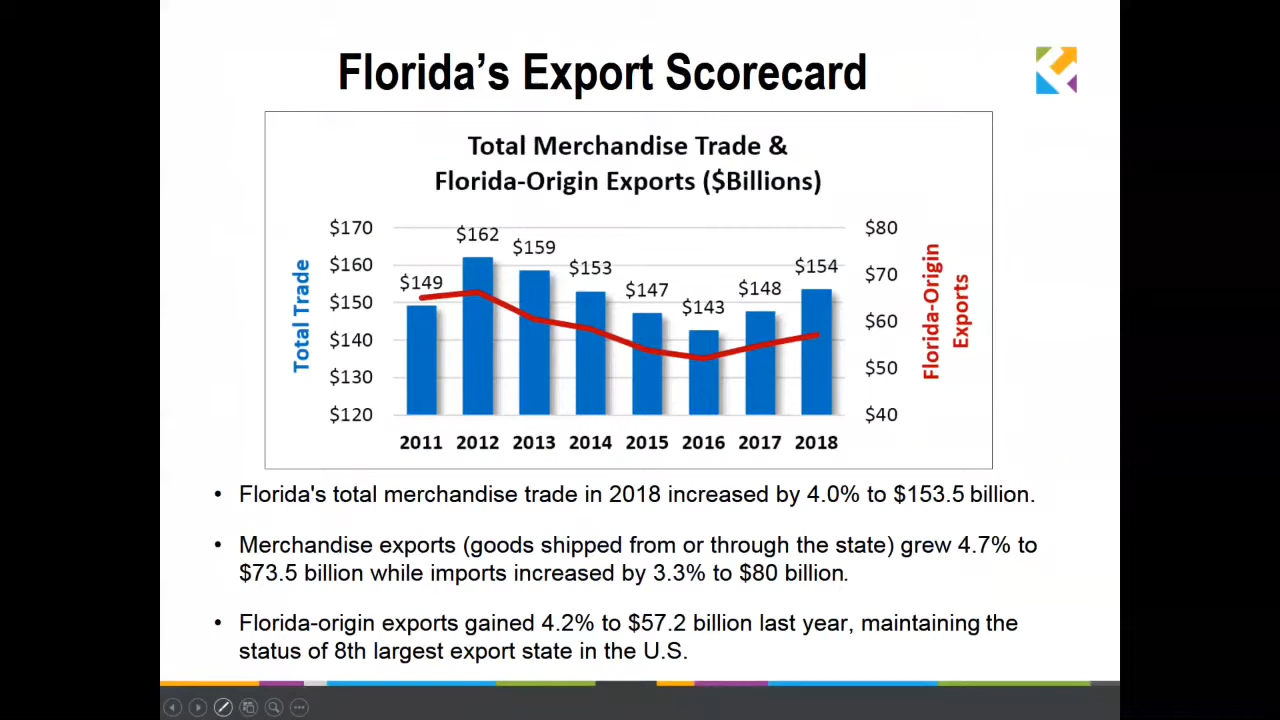 Florida’s Export Scorecard
Total Merchandise Trade &
Florida-Origin Exports ($Billions)
Total Trade
$170
$160
$150
$140
$130
$120
$149
$162
$159
$153
$147
$143
$148
$154
$80
$70
$60
$50
$40
Florida-Origin
Exports
2011 2012 2013 2014 2015 2016 2017 2018
• Florida's total merchandise trade in 2018 increased by 4.0% to $153.5 billion.
• Merchandise exports (goods shipped from or through the state) grew 4.7% to
$73.5 billion while imports increased by 3.3% to $80 billion.
• Florida-origin exports gained 4.2% to $57.2 billion last year, maintaining the
status of 8th largest export state in the U.S.